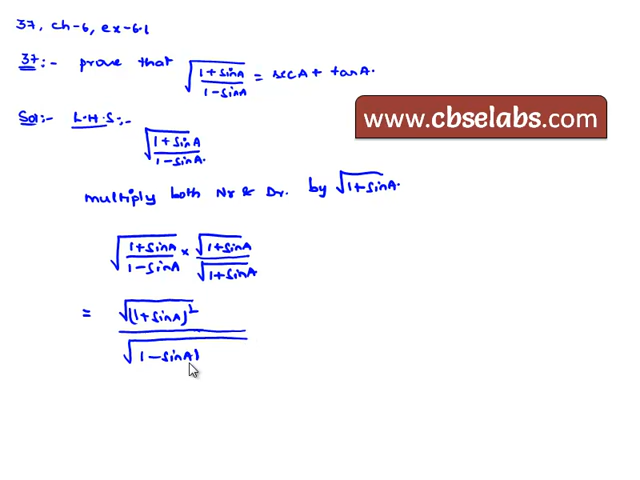 37, ch-6, ex-6.1
37:- prove that √((1+sinA)/(1-sinA)) = secA + tanA.
www.cbselabs.com
Sol:- L.H.S:-
√((1+sinA)/(1-sinA.))
multiply both Nr & Dr. by √(1+sinA.)
√((1+sinA)/(1-sinA)) × √(1+sinA)/√(1+sinA)
= √((1+sinA)²)/√(1-sinA)